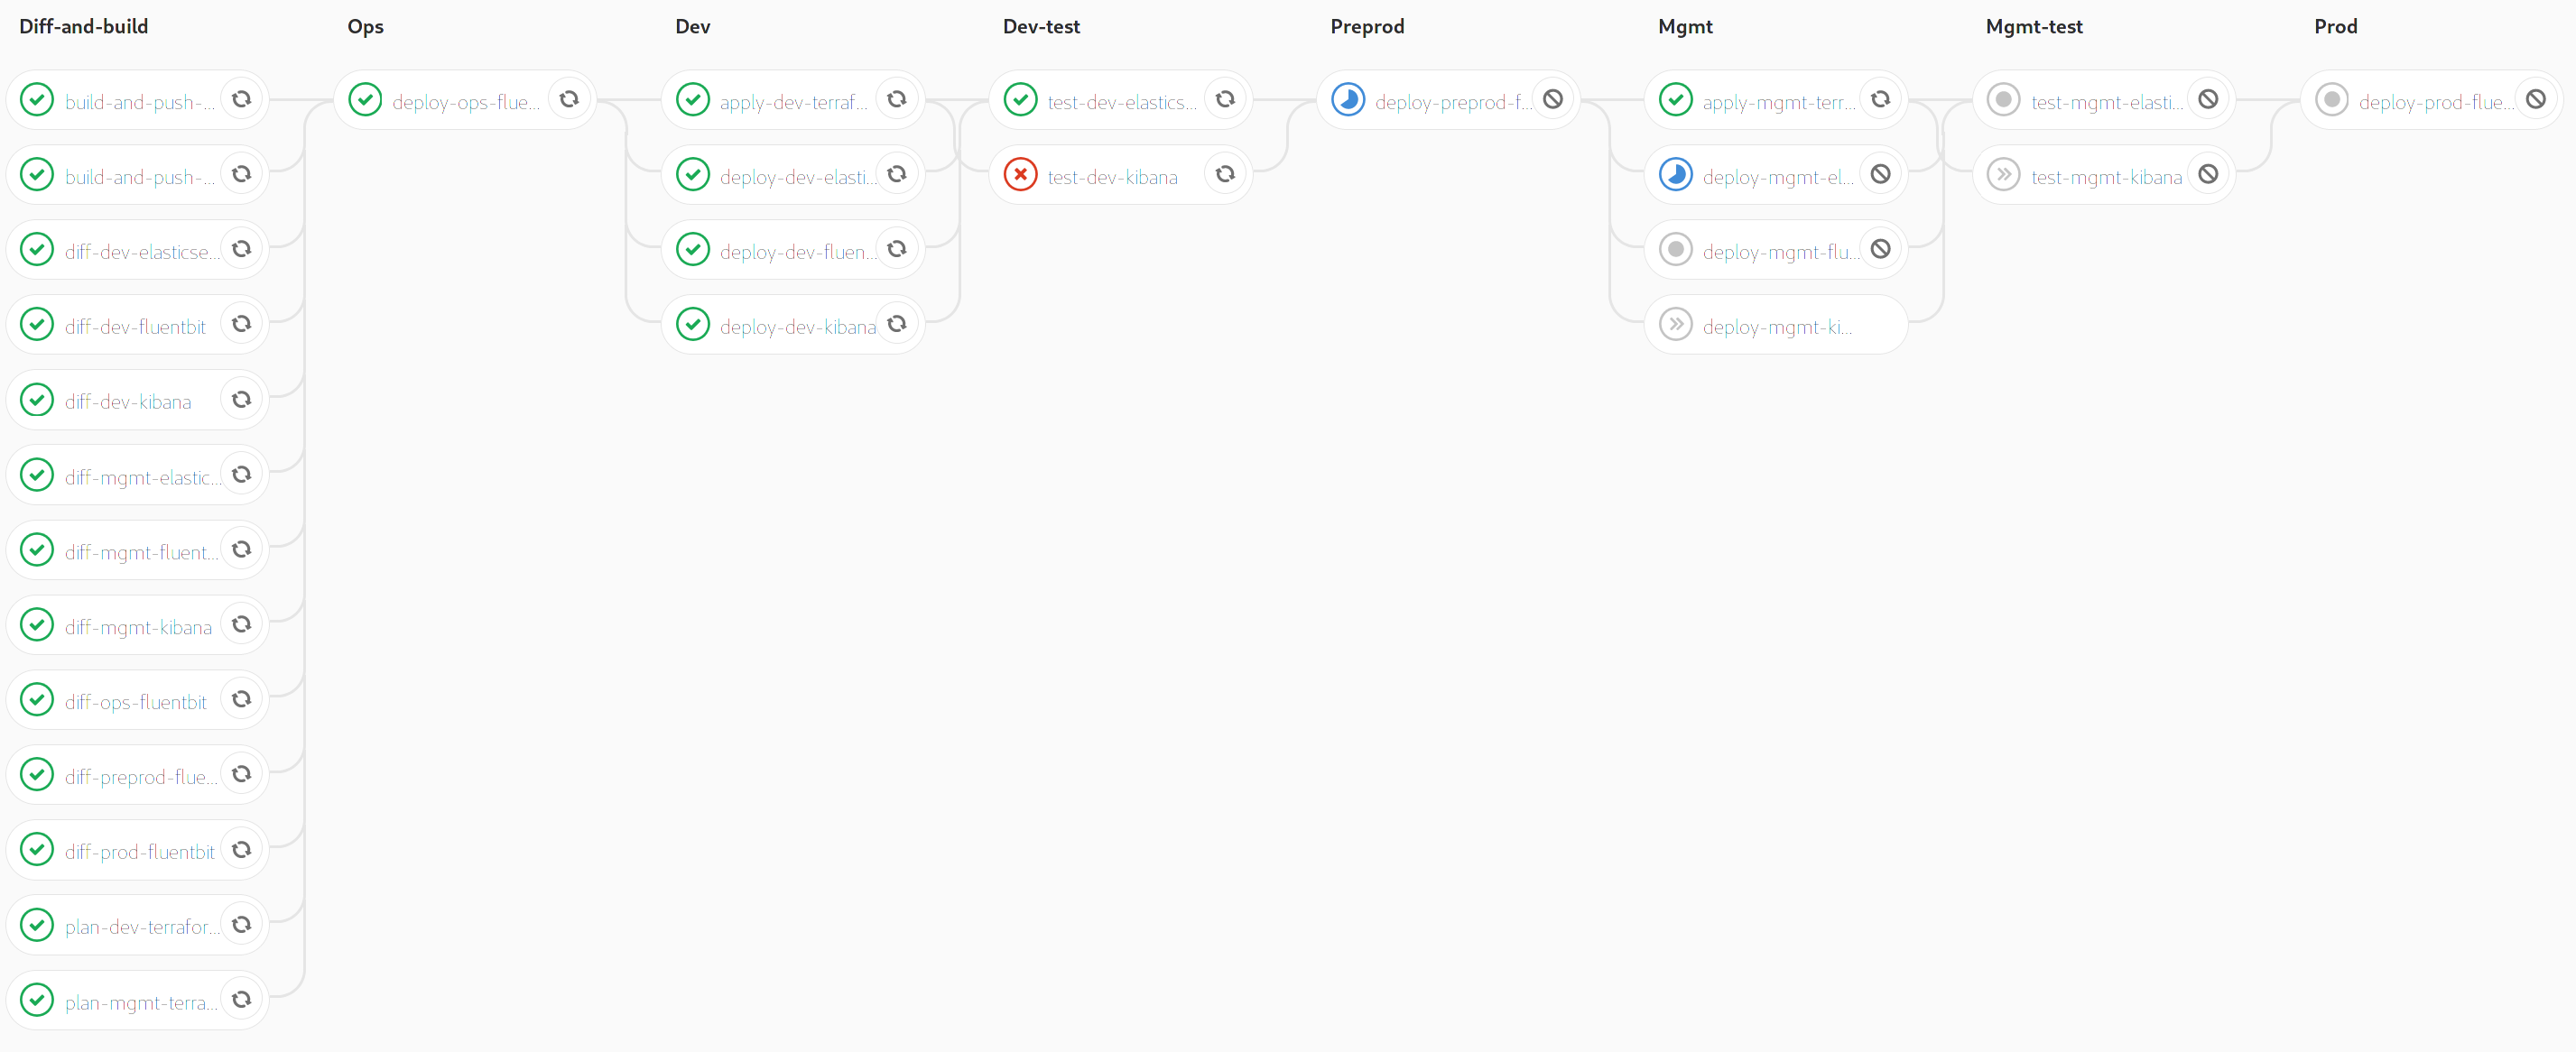 Diff-and-build
build-and-push-...
build-and-push-...
diff-dev-elasticse...
diff-dev-fluentbit
diff-dev-kibana
diff-mgmt-elastic...
diff-mgmt-fluent...
diff-mgmt-kibana
diff-ops-fluentbit
diff-preprod-flue...
diff-prod-fluentbit
plan-dev-terrafor...
plan-mgmt-terra...
Ops
deploy-ops-flue...
Dev
apply-dev-terraf...
deploy-dev-elasti...
deploy-dev-fluen...
deploy-dev-kibana
Dev-test
test-dev-elastics...
test-dev-kibana
Preprod
deploy-preprod-f...
Mgmt
apply-mgmt-terr...
deploy-mgmt-el...
deploy-mgmt-flu...
deploy-mgmt-ki...
Mgmt-test
test-mgmt-elasti...
test-mgmt-kibana
Prod
deploy-prod-flue...